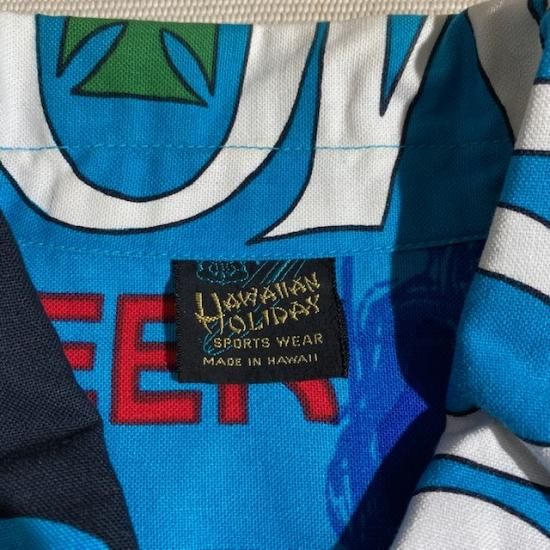 HAWAIIAN
HOLIDAY
SPORTS WEAR
MADE IN HAWAII
EER